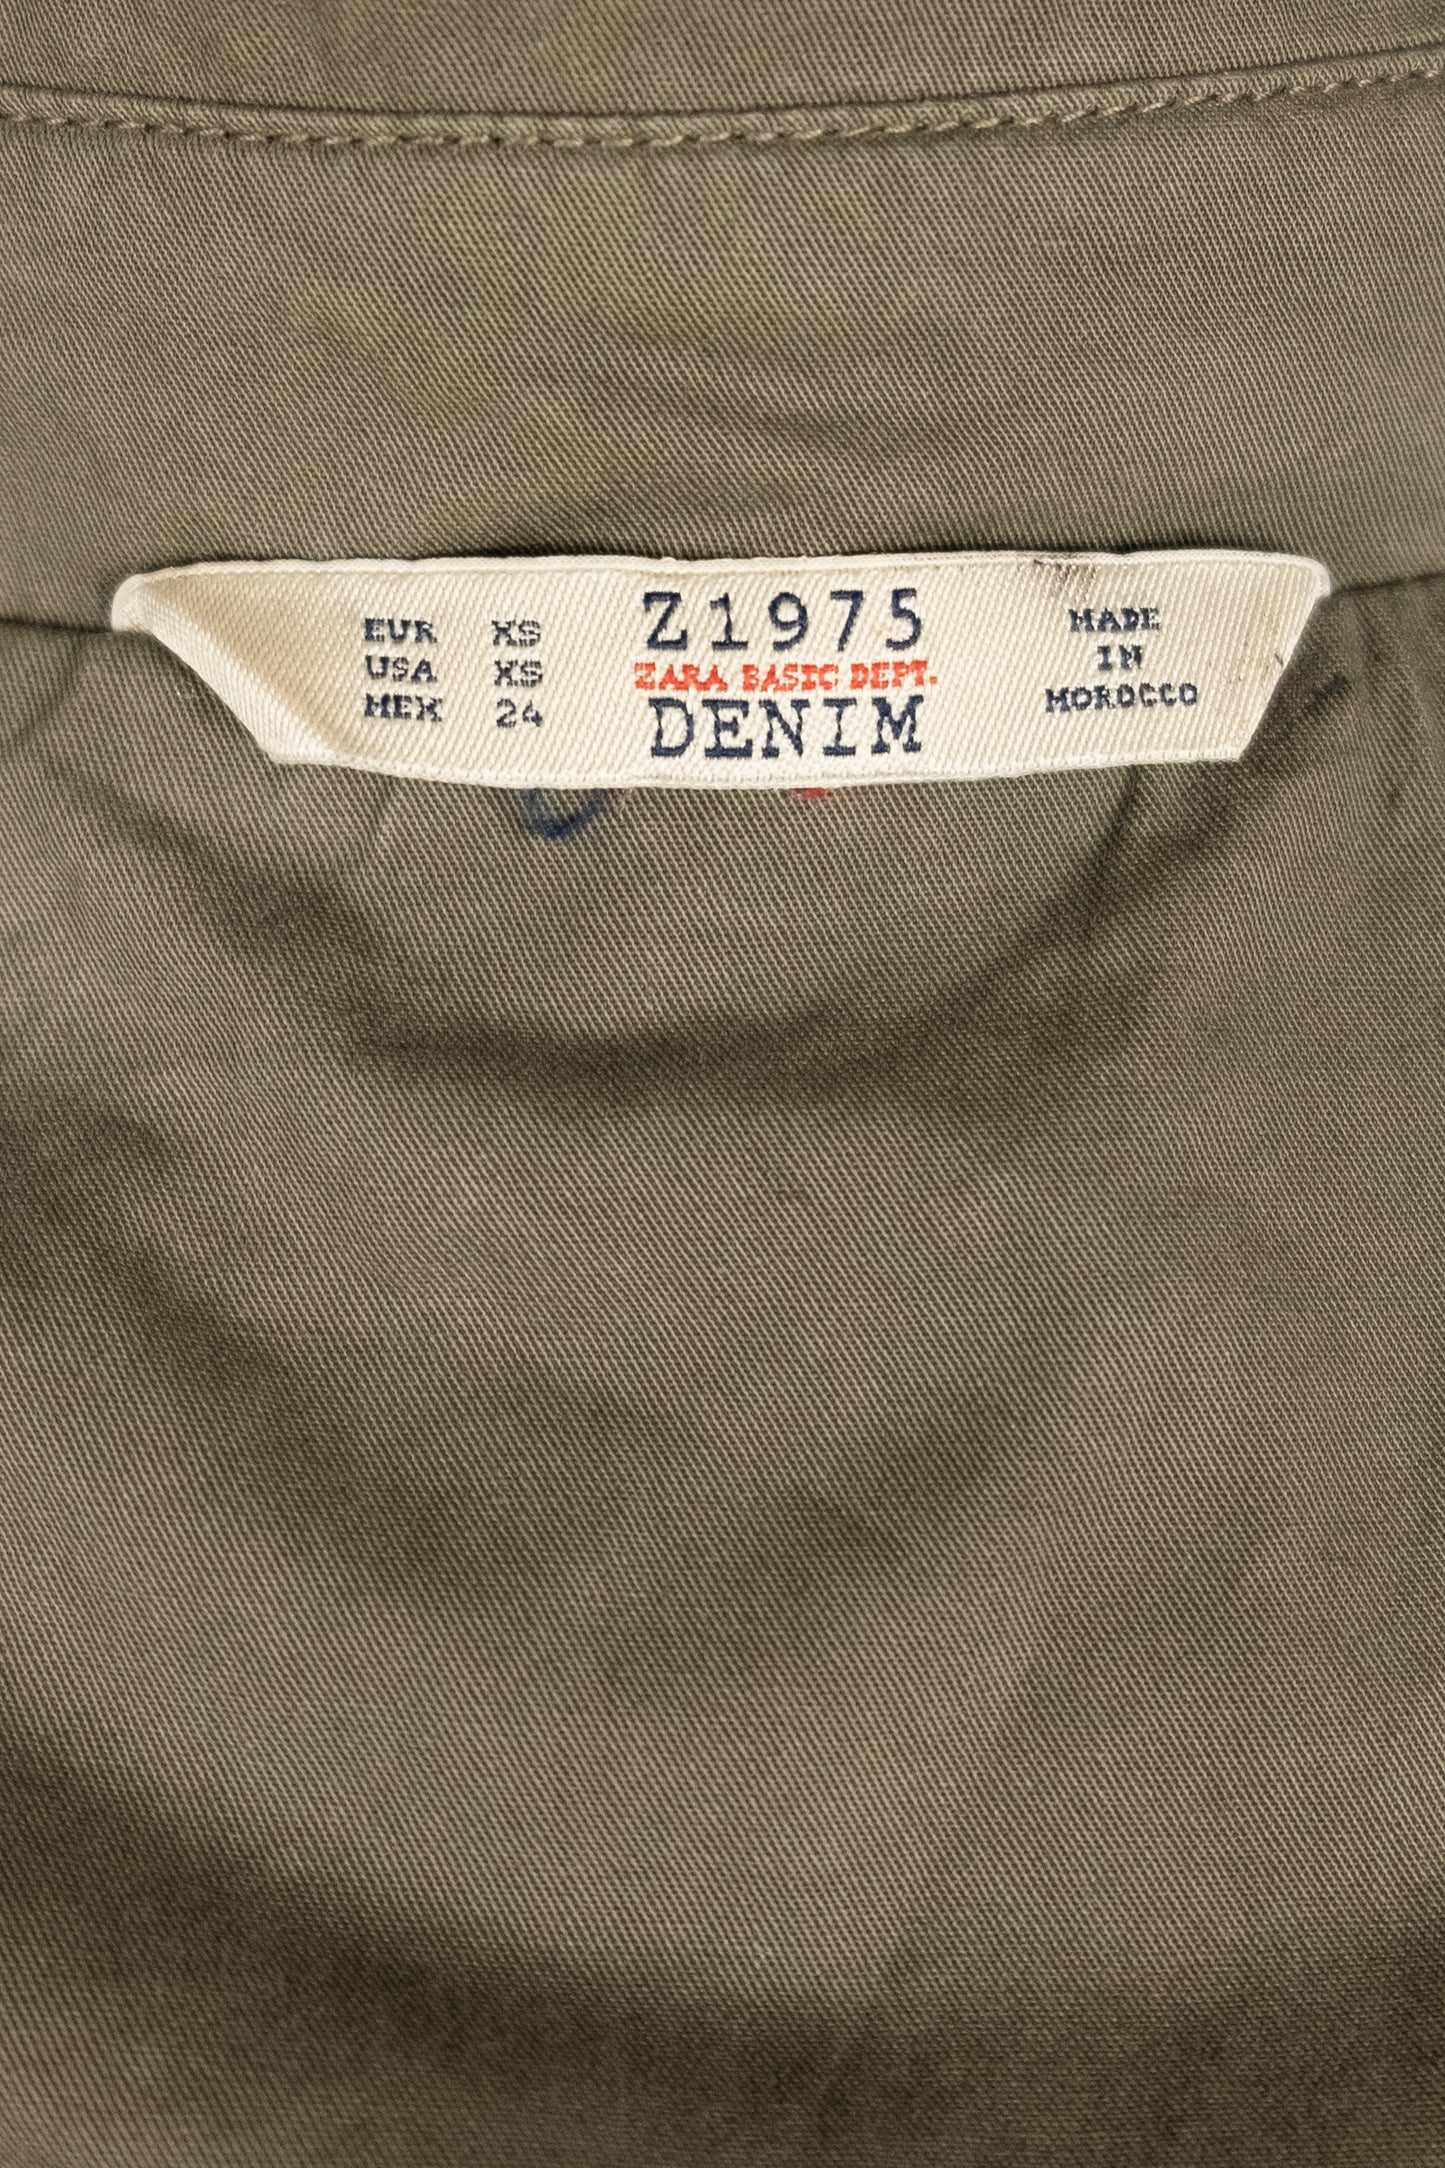 EUR XS
USA XS
MEX 24
Z1975
ZARA BASIC DEPT.
DENIM
MADE
IN
MOROCCO